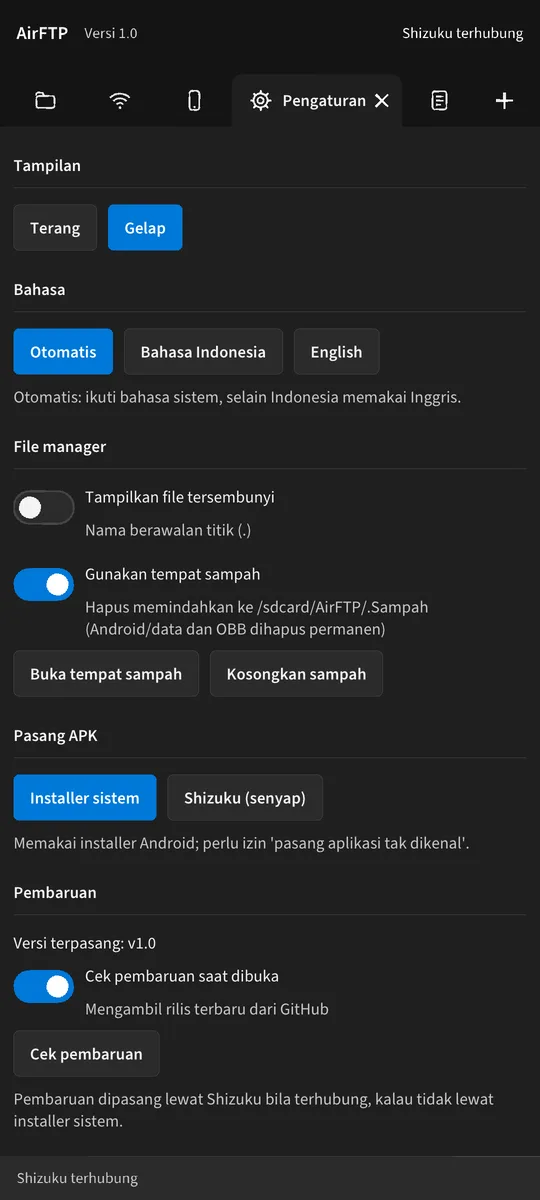 AirFTP Versi 1.0 Shizuku terhubung
Pengaturan
Tampilan
Terang Gelap
Bahasa
Otomatis Bahasa Indonesia English
Otomatis: ikuti bahasa sistem, selain Indonesia memakai Inggris.
File manager
Tampilkan file tersembunyi
Nama berawalan titik (.)
Gunakan tempat sampah
Hapus memindahkan ke /sdcard/AirFTP/.Sampah
(Android/data dan OBB dihapus permanen)
Buka tempat sampah Kosongkan sampah
Pasang APK
Installer sistem Shizuku (senyap)
Memakai installer Android; perlu izin 'pasang aplikasi tak dikenal'.
Pembaruan
Versi terpasang: v1.0
Cek pembaruan saat dibuka
Mengambil rilis terbaru dari GitHub
Cek pembaruan
Pembaruan dipasang lewat Shizuku bila terhubung, kalau tidak lewat
installer sistem.
Shizuku terhubung